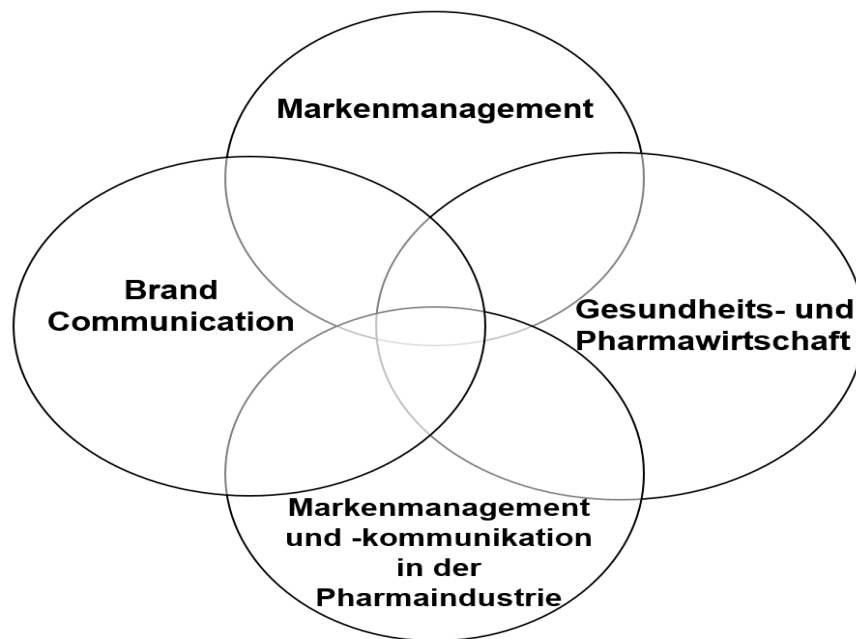 Markenmanagement
Brand
Communication
Gesundheits- und
Pharmawirtschaft
Markenmanagement
und -kommunikation
in der
Pharmaindustrie